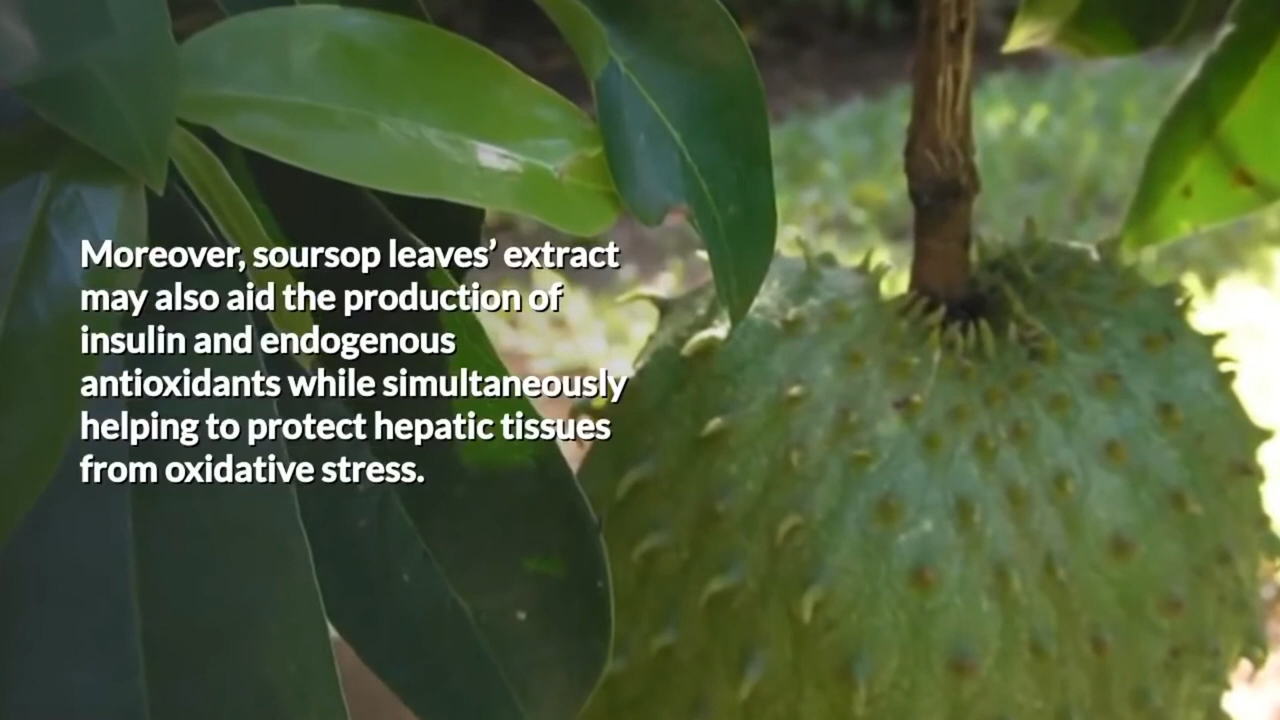 Moreover, soursop leaves’ extract
may also aid the production of
insulin and endogenous
antioxidants while simultaneously
helping to protect hepatic tissues
from oxidative stress.